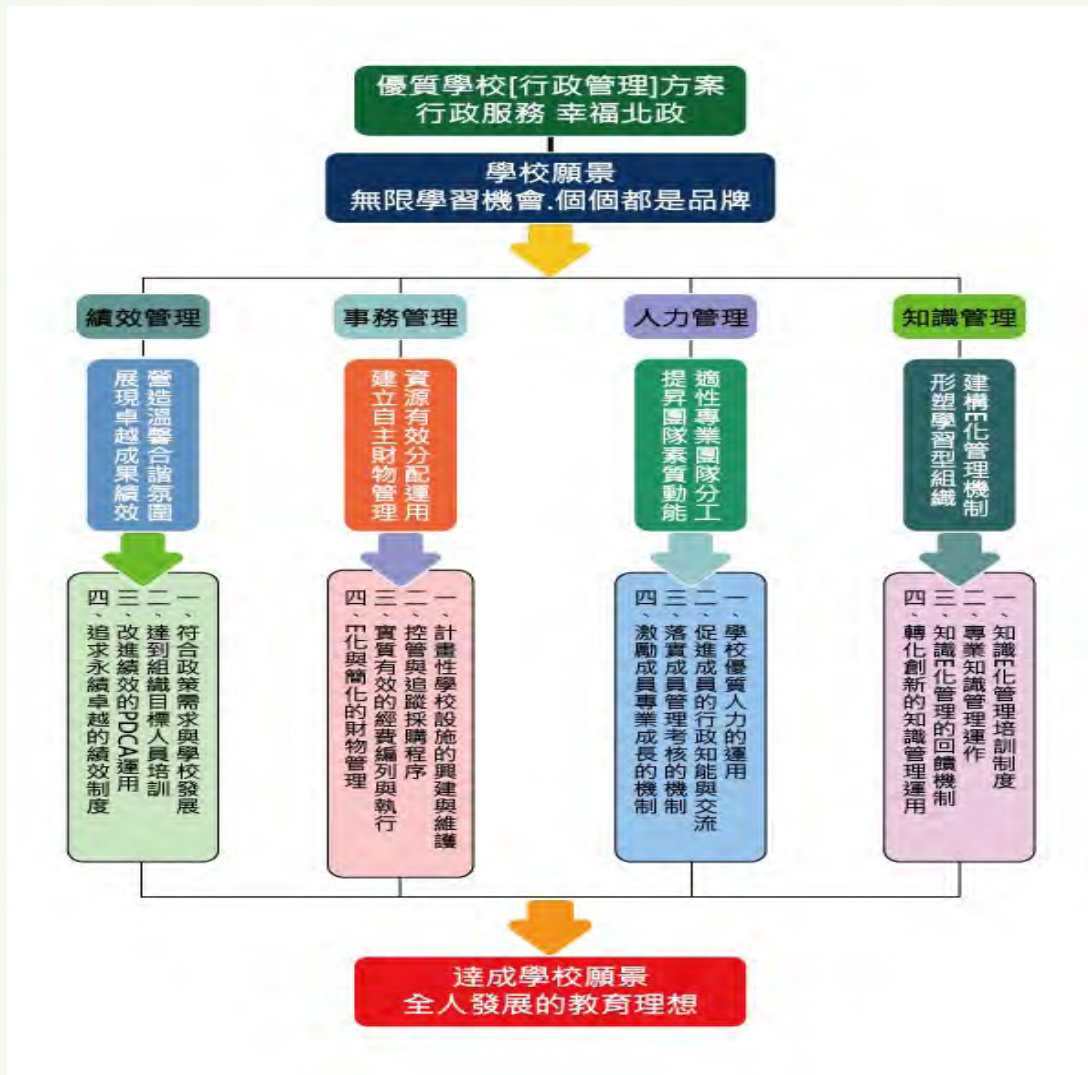 優質學校[行政管理]方案
行政服務 幸福北政
學校願景
無限學習機會.個個都是品牌
績效管理
事務管理
人力管理
知識管理
營造溫馨合諧氛圍
展現卓越成果績效
資源有效分配運用
建立自主財物管理
適性專業團隊分工
提昇團隊素質動能
建構E化管理機制
形塑學習型組織
一、符合政策需求與學校發展
二、達到組織目標人員培訓
三、改進績效的PDCA運用
四、追求永續卓越的績效制度
一、計畫性學校設施的興建與維護
二、控管與追蹤採購程序
三、實質有效的經費編列與執行
四、E化與簡化的財物管理
一、學校優質人力的運用
二、促進成員的行政知能與交流
三、落實成員管理考核的機制
四、激勵成員專業成長的機制
一、知識E化管理培訓制度
二、專業知識管理運作
三、知識E化管理的回饋機制
四、轉化創新的知識管理運用
達成學校願景
全人發展的教育理想